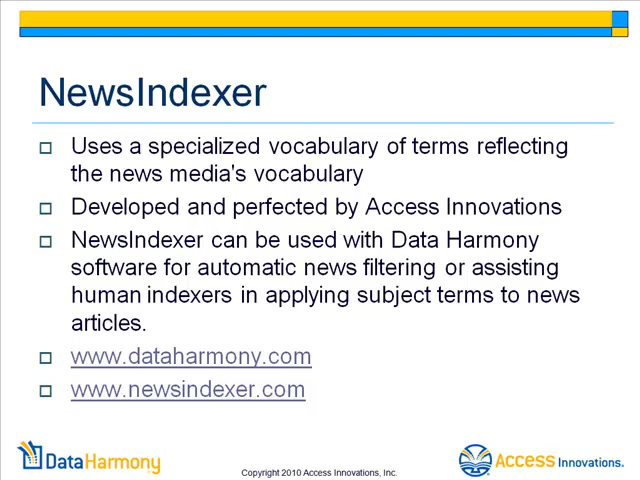 NewsIndexer
Uses a specialized vocabulary of terms reflecting
the news media's vocabulary
Developed and perfected by Access Innovations
NewsIndexer can be used with Data Harmony
software for automatic news filtering or assisting
human indexers in applying subject terms to news
articles.
www.dataharmony.com
www.newsindexer.com
DataHarmony
Copyright 2010 Access Innovations, Inc.
Access Innovations®